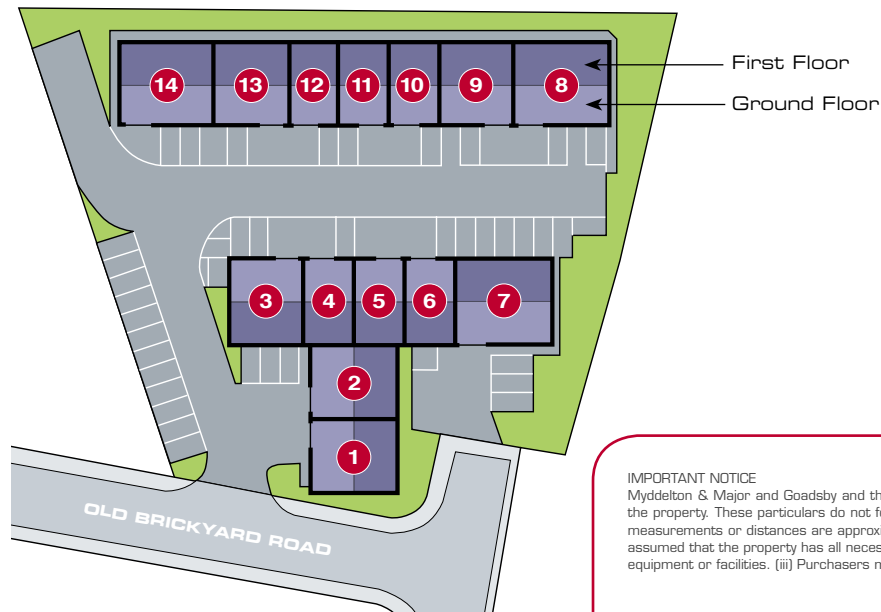 First Floor
14 13 12 11 10 9 8
Ground Floor
3 4 5 6 7
2
1
OLD BRICKYARD ROAD
IMPORTANT NOTICE
Myddelton & Major and Goadsby and th
the property. These particulars do not f
measurements or distances are approxi
assumed that the property has all neces
equipment or facilities. (iii) Purchasers n